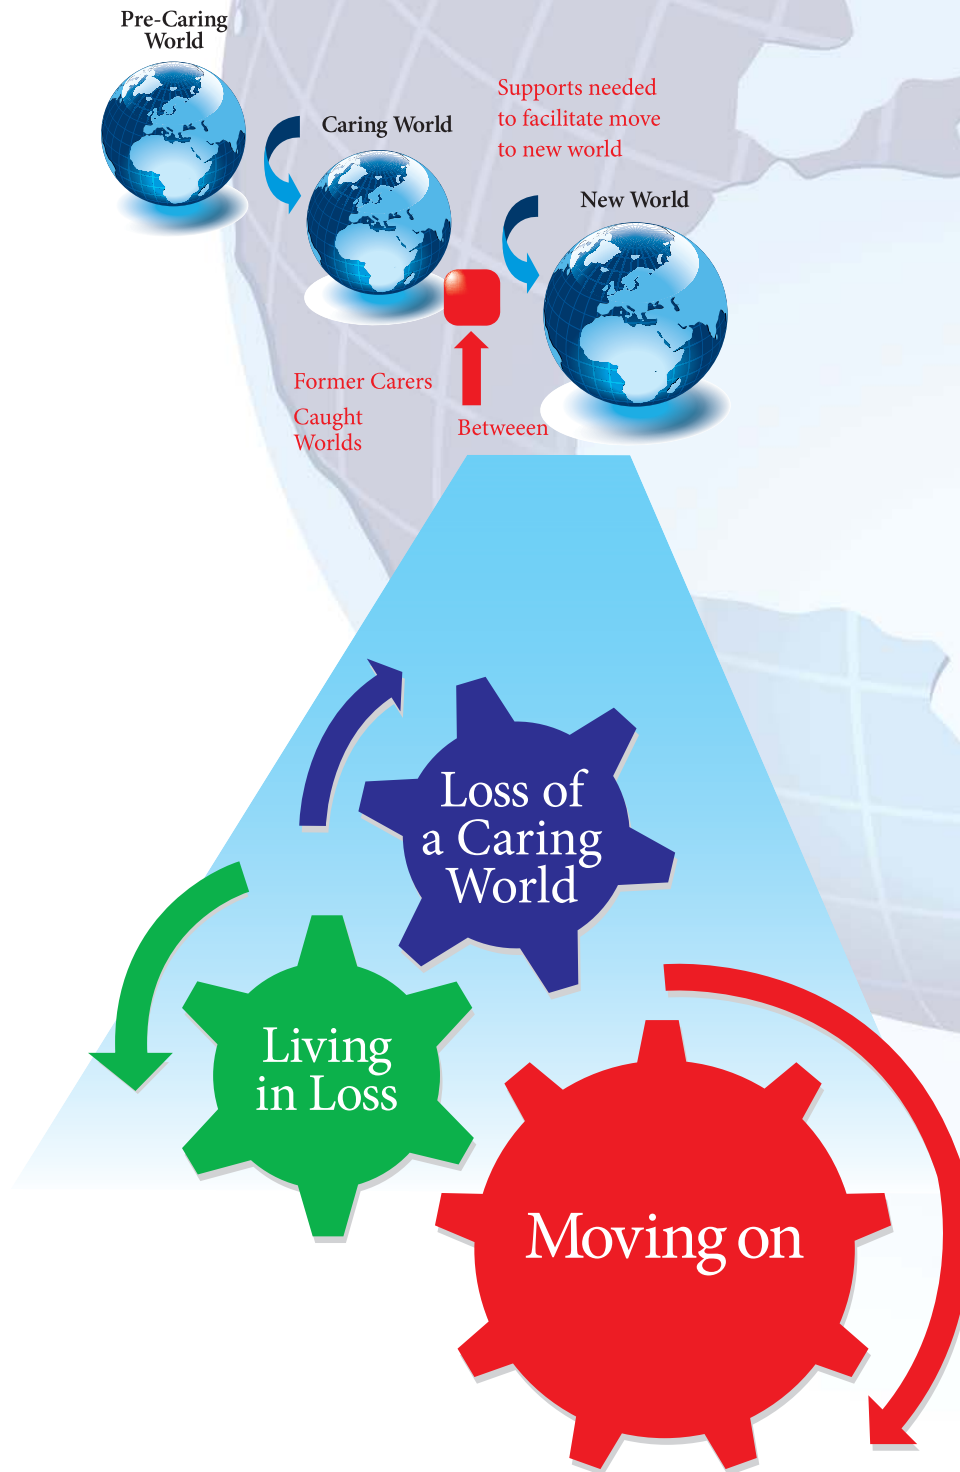 Pre-Caring
World
Caring World
Supports needed
to facilitate move
to new world
New World
Former Carers
Caught
Worlds
Betweeen
Loss of
a Caring
World
Living
in Loss
Moving on